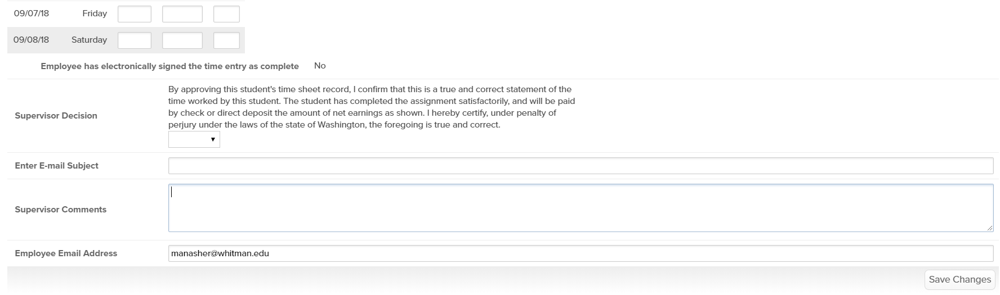 09/07/18 Friday
09/08/18 Saturday
Employee has electronically signed the time entry as complete No
By approving this student's time sheet record, I confirm that this is a true and correct statement of the
time worked by this student. The student has completed the assignment satisfactorily, and will be paid
Supervisor Decision
by check or direct deposit the amount of net earnings as shown. I hereby certify, under penalty of
perjury under the laws of the state of Washington, the foregoing is true and correct.
Enter E-mail Subject
Supervisor Comments
Employee Email Address manasher@whitman.edu
Save Changes